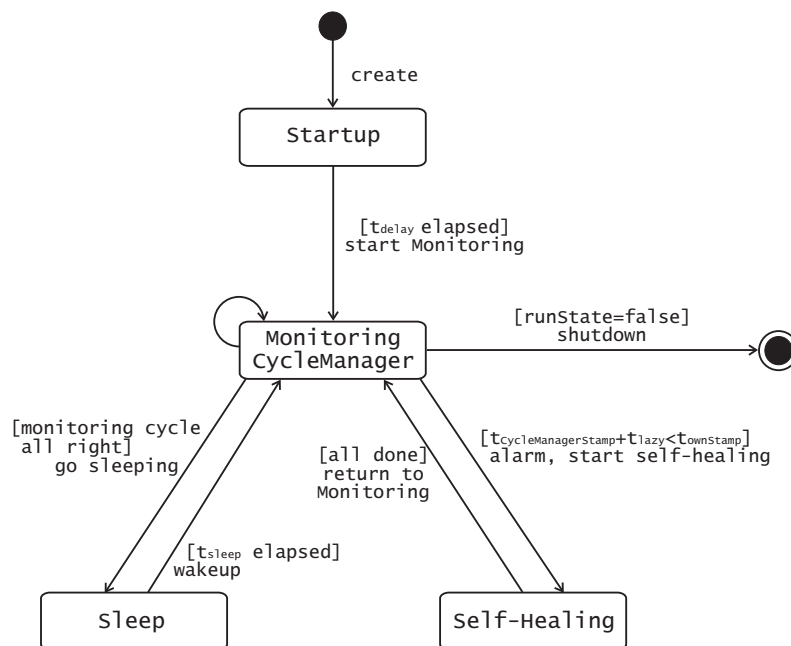 create
Startup
[tdelay elapsed]
start Monitoring
Monitoring
CycleManager
[runState=false]
shutdown
[monitoring cycle
all right]
go sleeping
[all done]
return to
Monitoring
[tCycleManagerStamp+tlazy<townStamp]
alarm, start self-healing
[tsleep elapsed]
wakeup
Sleep
Self-Healing